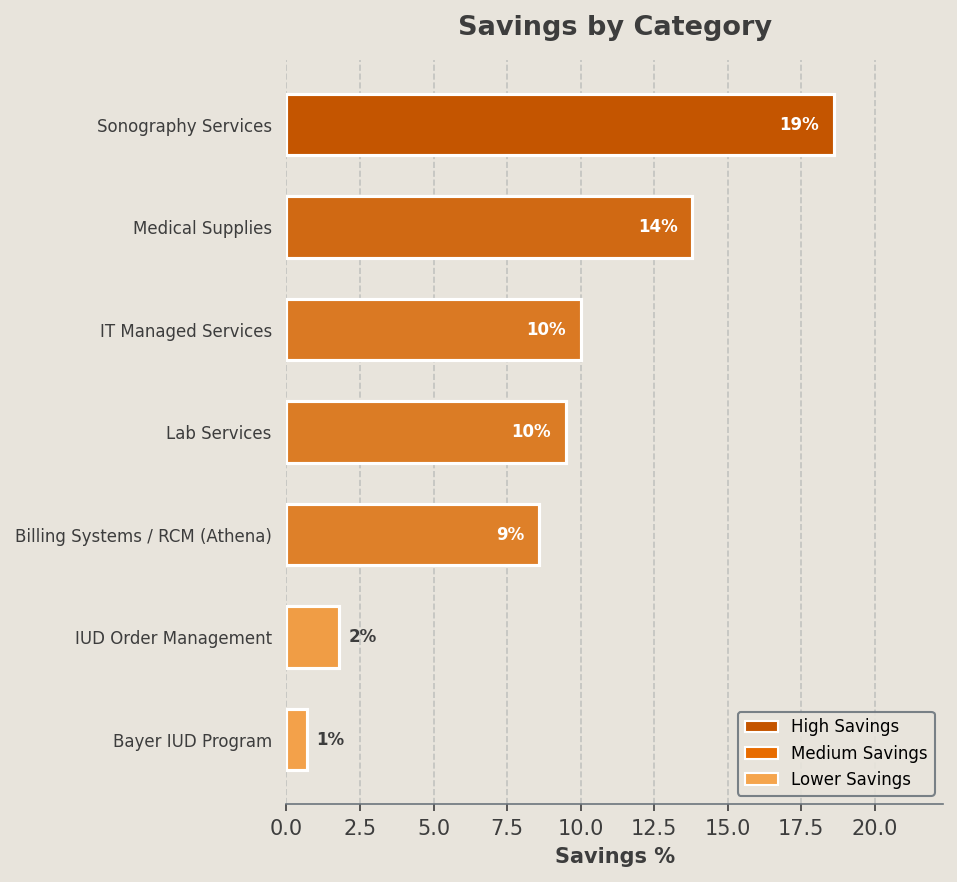 Savings by Category
Sonography Services
19%
Medical Supplies
14%
IT Managed Services
10%
Lab Services
10%
Billing Systems / RCM (Athena)
9%
IUD Order Management
2%
Bayer IUD Program
1%
High Savings
Medium Savings
Lower Savings
0.0 2.5 5.0 7.5 10.0 12.5 15.0 17.5 20.0
Savings %